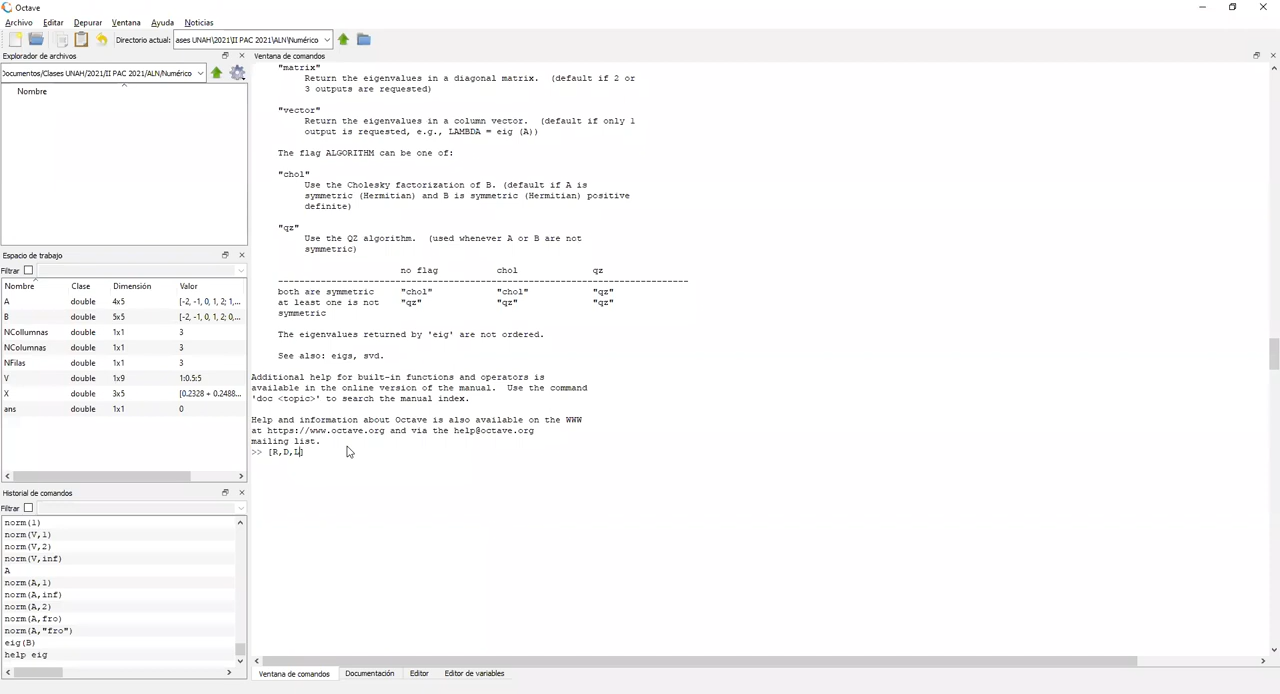 Octave
Archivo Editar Depurar Ventana Ayuda Noticias
Directorio actual: ases UNAH\2021\II PAC 2021\ALN\Numérico
Explorador de archivos
Documentos/Clases UNAH/2021/II PAC 2021/ALN/Numérico
Nombre
Espacio de trabajo
Filtrar
Nombre Clase Dimensión Valor
A double 4x5 [-2, -1, 0, 1, 2; 1,...
B double 5x5 [-2, -1, 0, 1, 2; 0,...
NCollumnas double 1x1 3
NColumnas double 1x1 3
NFilas double 1x1 3
V double 1x9 1:0.5:5
X double 3x5 [0.2328 + 0.2488...
ans double 1x1 0
Historial de comandos
Filtrar
norm(1)
norm(V,1)
norm(V,2)
norm(V,inf)
A
norm(A,1)
norm(A,inf)
norm(A,2)
norm(A,fro)
norm(A,"fro")
eig(B)
help eig
Ventana de comandos
"matrix"
Return the eigenvalues in a diagonal matrix. (default if 2 or
3 outputs are requested)
"vector"
Return the eigenvalues in a column vector. (default if only 1
output is requested, e.g., LAMBDA = eig (A))
The flag ALGORITHM can be one of:
"chol"
Use the Cholesky factorization of B. (default if A is
symmetric (Hermitian) and B is symmetric (Hermitian) positive
definite)
"qz"
Use the QZ algorithm. (used whenever A or B are not
symmetric)
no flag chol qz
-----------------------------------------------------------------------------
both are symmetric "chol" "chol" "qz"
at least one is not "qz" "qz" "qz"
symmetric
The eigenvalues returned by 'eig' are not ordered.
See also: eigs, svd.
Additional help for built-in functions and operators is
available in the online version of the manual. Use the command
'doc <topic>' to search the manual index.
Help and information about Octave is also available on the WWW
at https://www.octave.org and via the help@octave.org
mailing list.
>> [R,D,L]
Ventana de comandos Documentación Editor Editor de variables